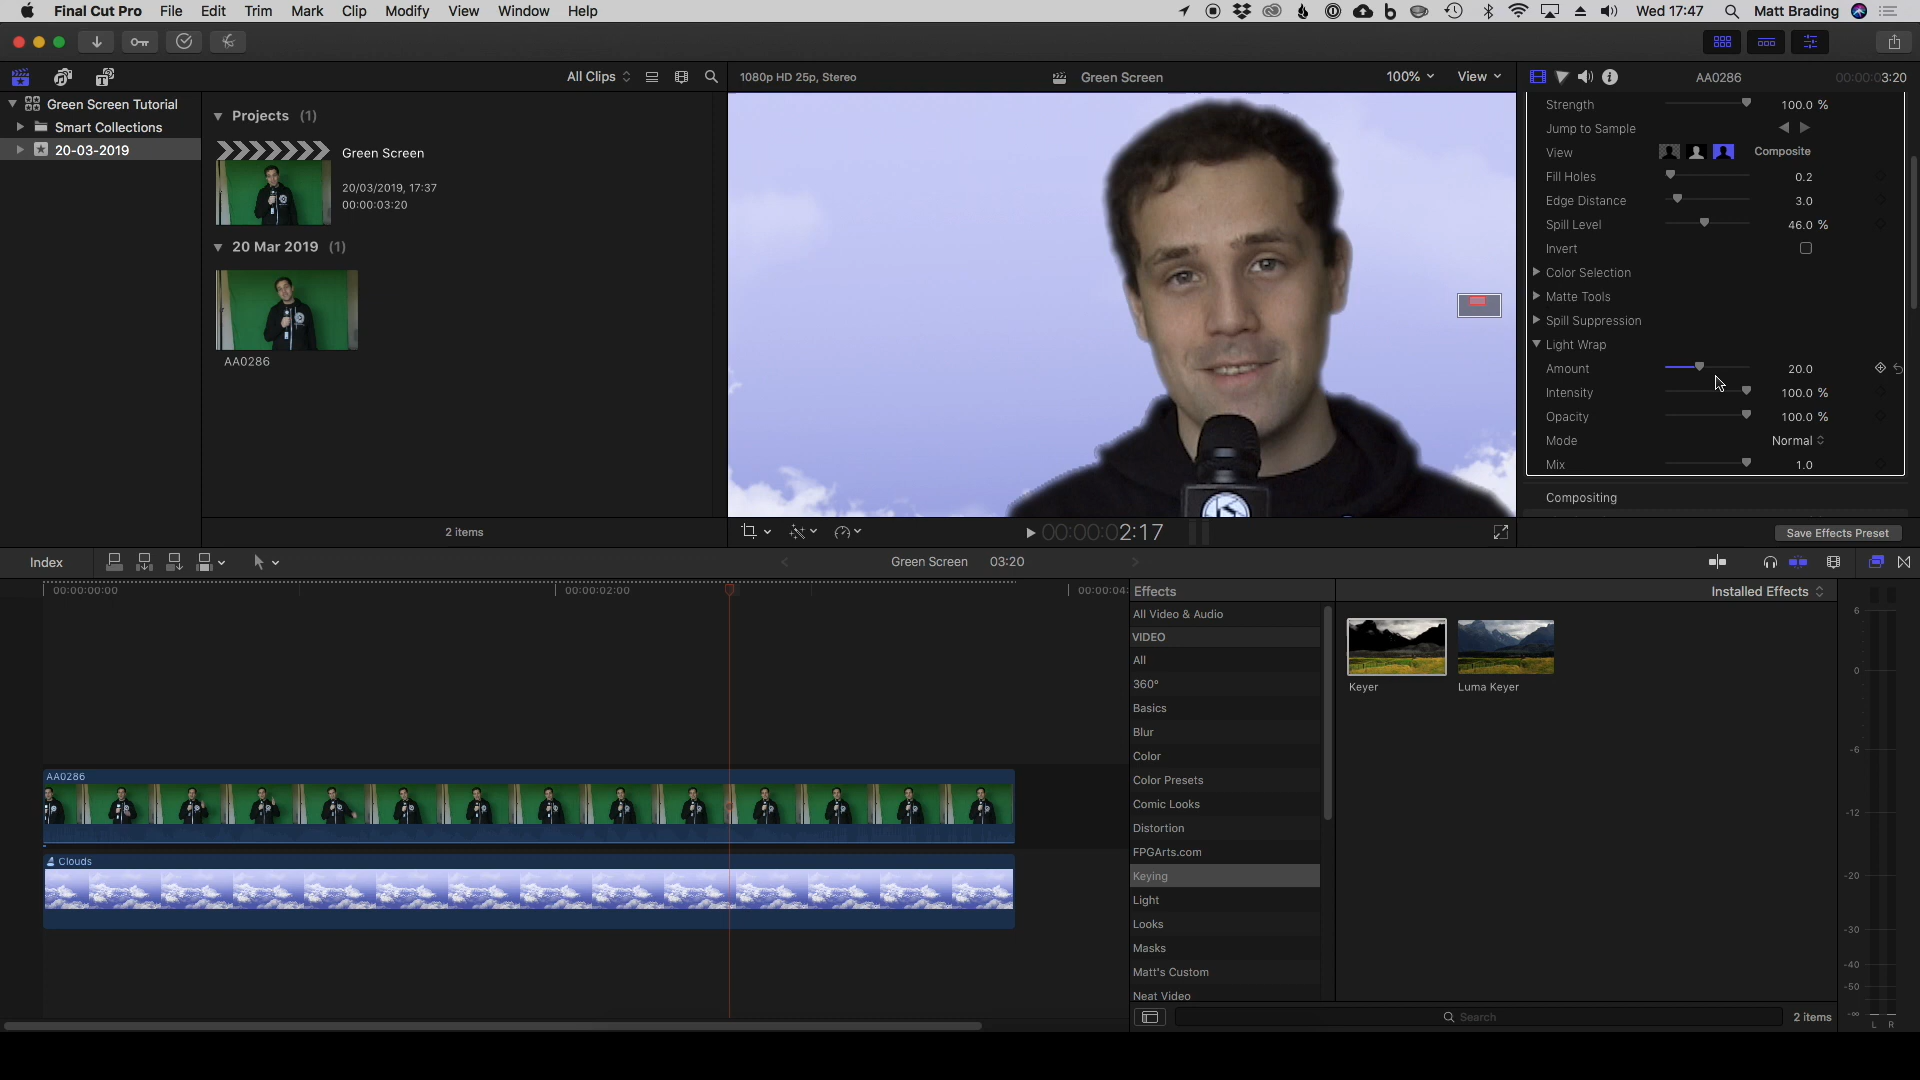 Final Cut Pro File Edit Trim Mark Clip Modify View Window Help Wed 17:47 Matt Brading
All Clips 1080p HD 25p, Stereo Green Screen 100% View AA0286 00:00:03:20
Green Screen Tutorial
Smart Collections
20-03-2019
Projects (1)
Green Screen
20/03/2019, 17:37
00:00:03:20
20 Mar 2019 (1)
AA0286
2 items
00:00:02:17
Strength 100.0 %
Jump to Sample
View Composite
Fill Holes 0.2
Edge Distance 3.0
Spill Level 46.0 %
Invert
Color Selection
Matte Tools
Spill Suppression
Light Wrap
Amount 20.0
Intensity 100.0 %
Opacity 100.0 %
Mode Normal
Mix 1.0
Compositing
Save Effects Preset
Index Green Screen 03:20
00:00:00:00 00:00:02:00 00:00:04:
AA0286
Clouds
Effects Installed Effects
All Video & Audio
VIDEO
All
360°
Basics
Blur
Color
Color Presets
Comic Looks
Distortion
FPGArts.com
Keying
Light
Looks
Masks
Matt's Custom
Neat Video
Keyer Luma Keyer
Search 2 items
6
0
-6
-12
-20
-30
-40
-50
-∞
L R